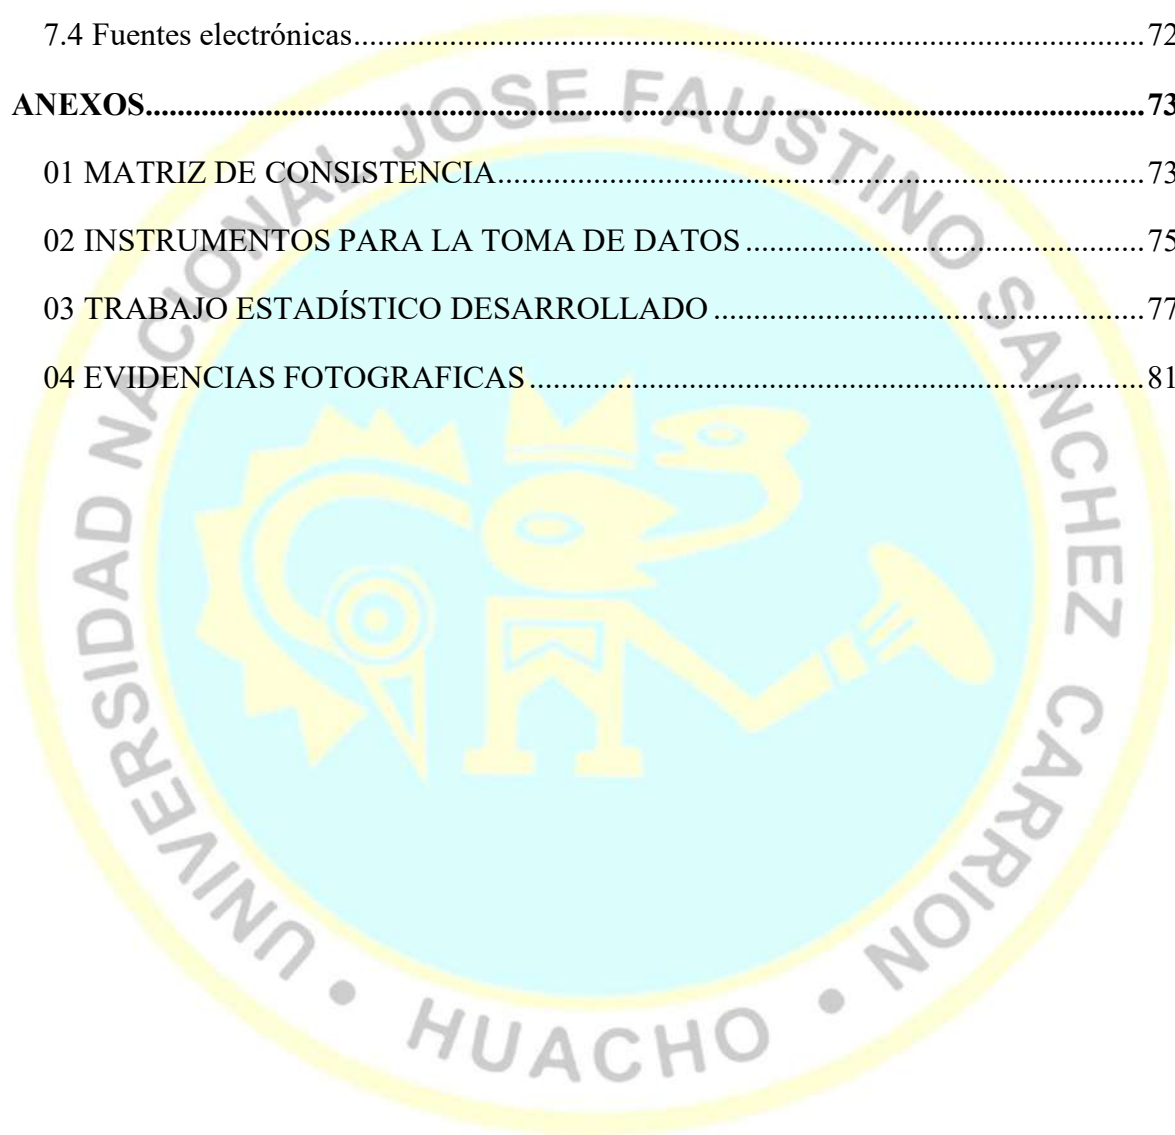 7.4 Fuentes electrónicas........................................................................................................72
ANEXOS.................................................................................................................................73
01 MATRIZ DE CONSISTENCIA....................................................................................73
02 INSTRUMENTOS PARA LA TOMA DE DATOS....................................................75
03 TRABAJO ESTADÍSTICO DESARROLLADO........................................................77
04 EVIDENCIAS FOTOGRAFICAS................................................................................81
UNIVERSIDAD NACIONAL JOSE FAUSTINO SANCHEZ CARRION • HUACHO •